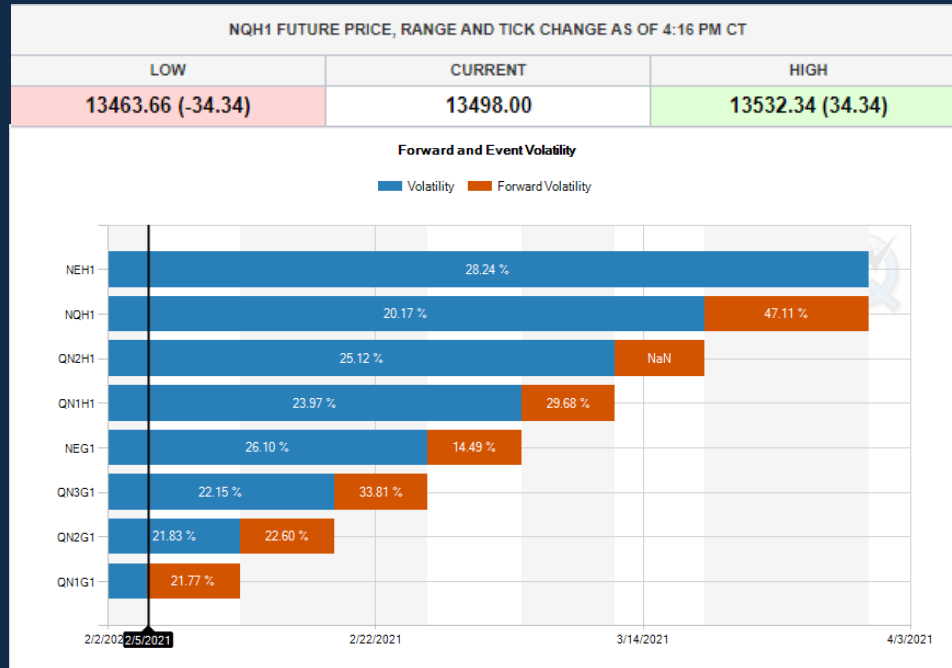 NQH1 FUTURE PRICE, RANGE AND TICK CHANGE AS OF 4:16 PM CT
LOW CURRENT HIGH
13463.66 (-34.34) 13498.00 13532.34 (34.34)
Forward and Event Volatility
Volatility Forward Volatility
NEH1 28.24 %
NQH1 20.17 % 47.11 %
QN2H1 25.12 % NaN
QN1H1 23.97 % 29.68 %
NEG1 26.10 % 14.49 %
QN3G1 22.15 % 33.81 %
QN2G1 21.83 % 22.60 %
QN1G1 21.77 %
2/2/202 2/5/2021 2/22/2021 3/14/2021 4/3/2021